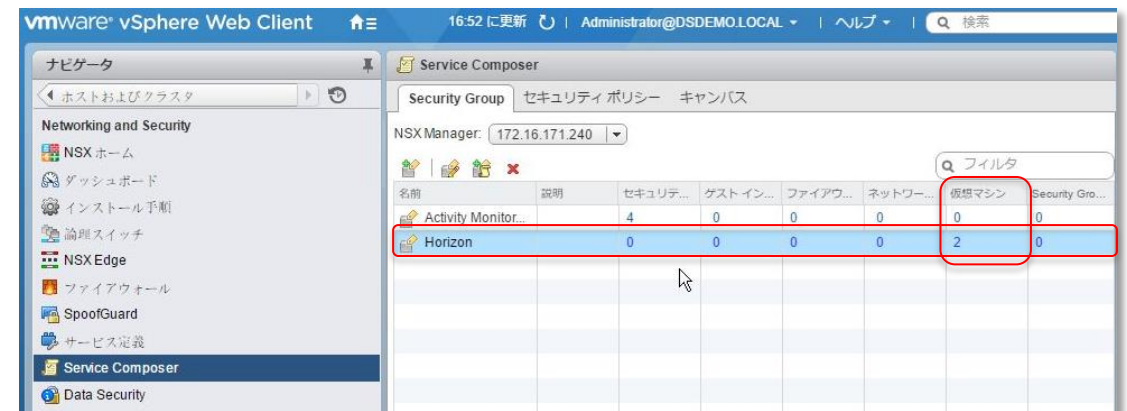 vmware® vSphere Web Client 16:52 に更新 | Administrator@DSDEMO.LOCAL | ヘルプ | 検索
ナビゲータ
ホストおよびクラスタ
Networking and Security
NSX ホーム
ダッシュボード
インストール手順
論理スイッチ
NSX Edge
ファイアウォール
SpoofGuard
サービス定義
Service Composer
Data Security
Service Composer
Security Group セキュリティ ポリシー キャンバス
NSX Manager: 172.16.171.240
フィルタ
名前 説明 セキュリテ... ゲスト イン... ファイアウ... ネットワー... 仮想マシン Security Gro...
Activity Monitor... 4 0 0 0 0 0
Horizon 0 0 0 0 2 0